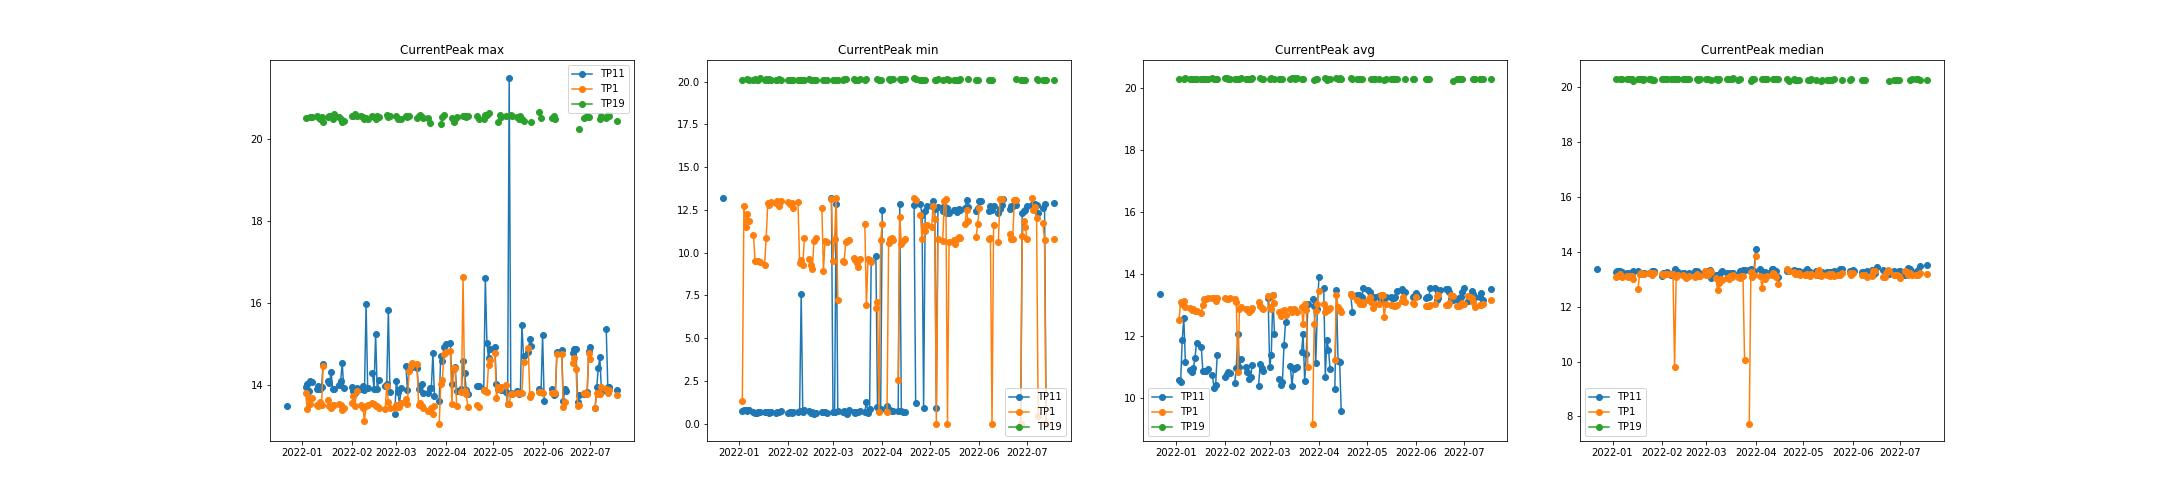 CurrentPeak max
20
18
16
14
2022-01 2022-02 2022-03 2022-04 2022-05 2022-06 2022-07
TP11
TP1
TP19
CurrentPeak min
20.0
17.5
15.0
12.5
10.0
7.5
5.0
2.5
0.0
2022-01 2022-02 2022-03 2022-04 2022-05 2022-06 2022-07
TP11
TP1
TP19
CurrentPeak avg
20
18
16
14
12
10
2022-01 2022-02 2022-03 2022-04 2022-05 2022-06 2022-07
TP11
TP1
TP19
CurrentPeak median
20
18
16
14
12
10
8
2022-01 2022-02 2022-03 2022-04 2022-05 2022-06 2022-07
TP11
TP1
TP19